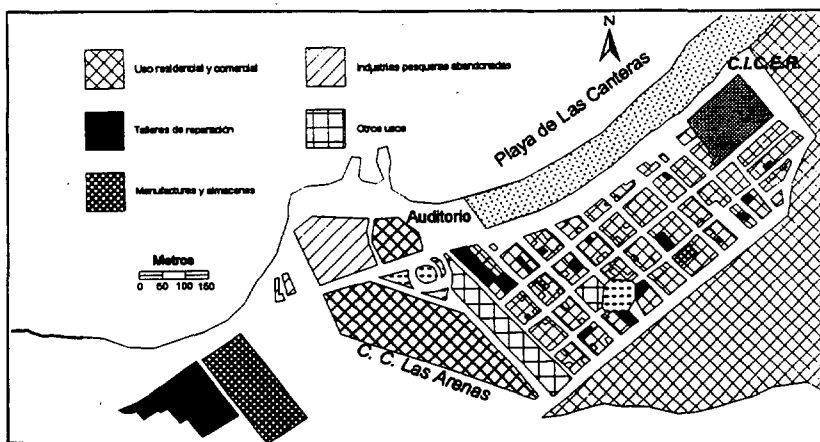 N
Uso residencial y comercial
Industrias pesqueras abandonadas
Talleres de reparación
Otros usos
Manufacturas y almacenes
Metros
0 50 100 150
Playa de Las Canteras
C.I.C.E.R.
Auditorio
C. C. Las Arenas